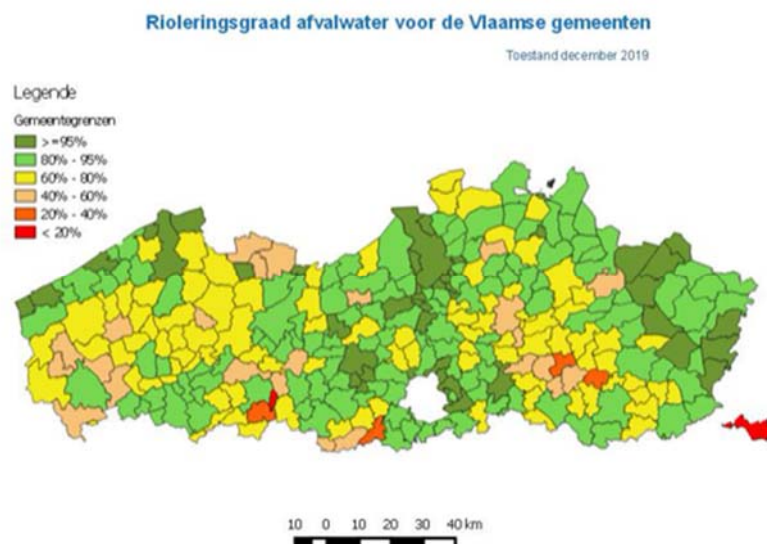 Rioleringsgraad afvalwater voor de Vlaamse gemeenten
Toestand december 2019
Legende
Gemeentegrenzen
>=95%
80% - 95%
60% - 80%
40% - 60%
20% - 40%
< 20%
10 0 10 20 30 40 km